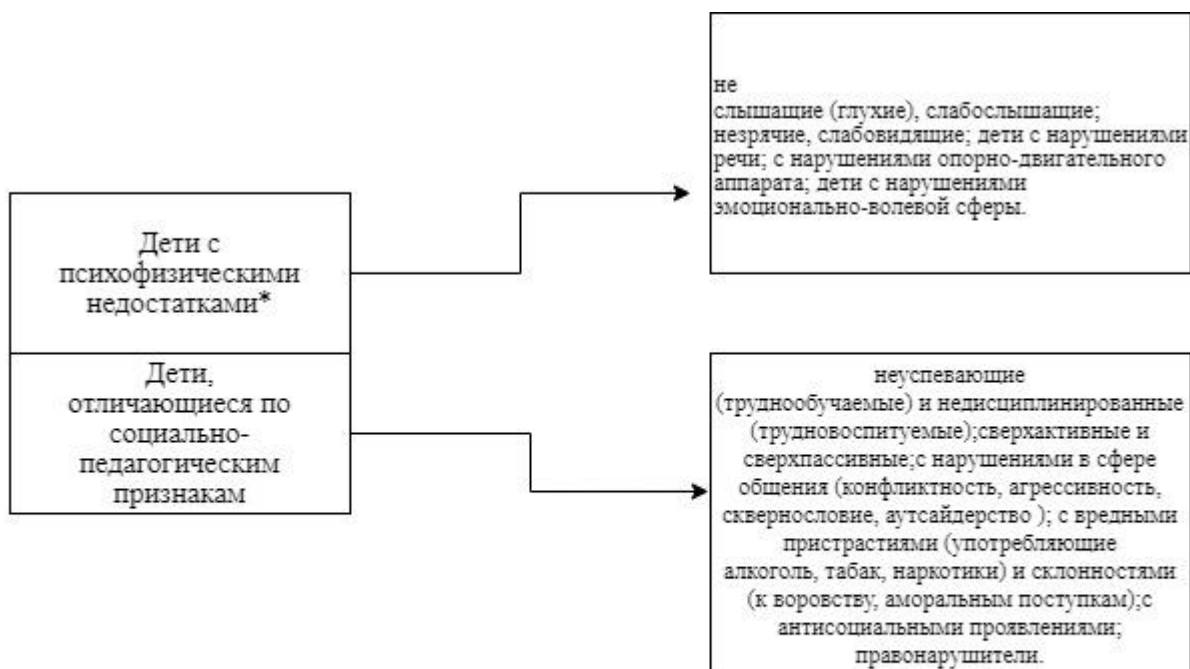 Дети с
психофизическими
недостатками*
не
слышащие (глухие), слабослышащие;
незрячие, слабовидящие; дети с нарушениями
речи; с нарушениями опорно-двигательного
аппарата; дети с нарушениями
эмоционально-волевой сферы.
Дети,
отличающиеся по
социально-
педагогическим
признакам
неуспевающие
(труднообучаемые) и недисциплинированные
(трудновоспитуемые);сверхактивные и
сверхпассивные;с нарушениями в сфере
общения (конфликтность, агрессивность,
сквернословие, аутсайдерство ); с вредными
пристрастиями (употребляющие
алкоголь, табак, наркотики) и склонностями
(к воровству, аморальным поступкам);с
антисоциальными проявлениями;
правонарушители.